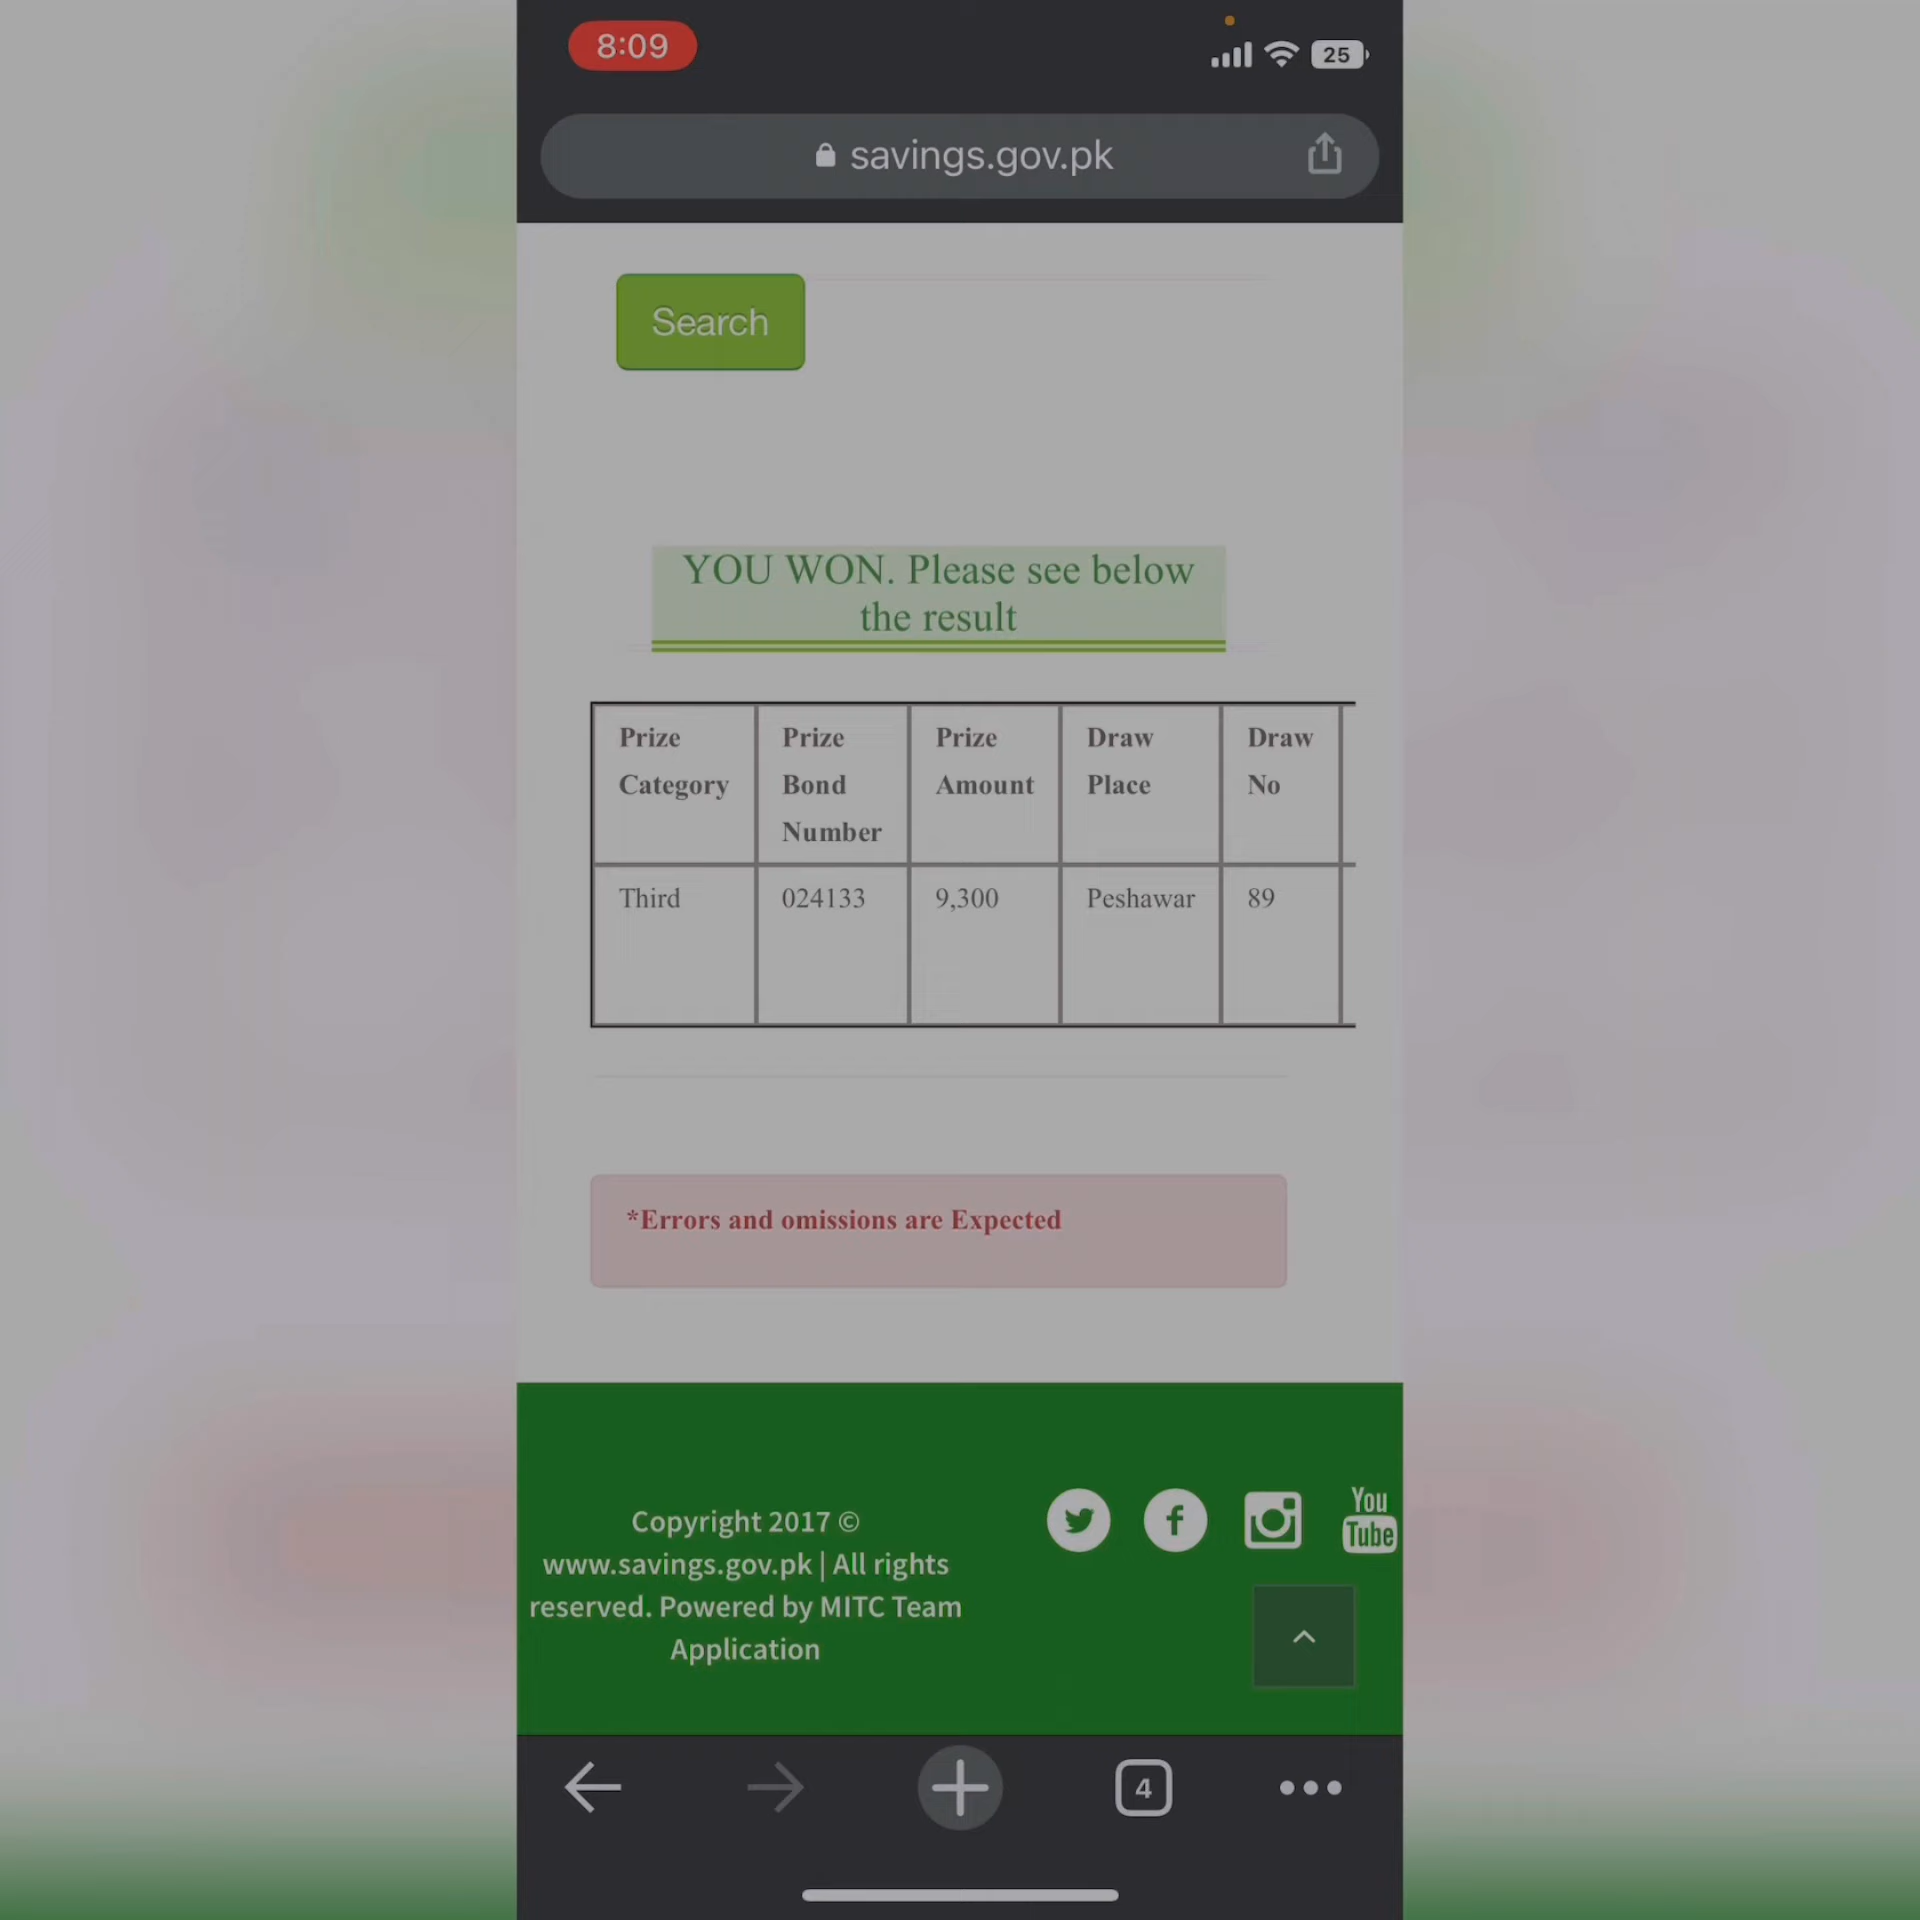 8:09
25
savings.gov.pk
Search
YOU WON. Please see below
the result
Prize Category
Prize Bond Number
Prize Amount
Draw Place
Draw No
Third
024133
9,300
Peshawar
89
*Errors and omissions are Expected
Copyright 2017 ©
www.savings.gov.pk | All rights
reserved. Powered by MITC Team
Application
You
Tube
4